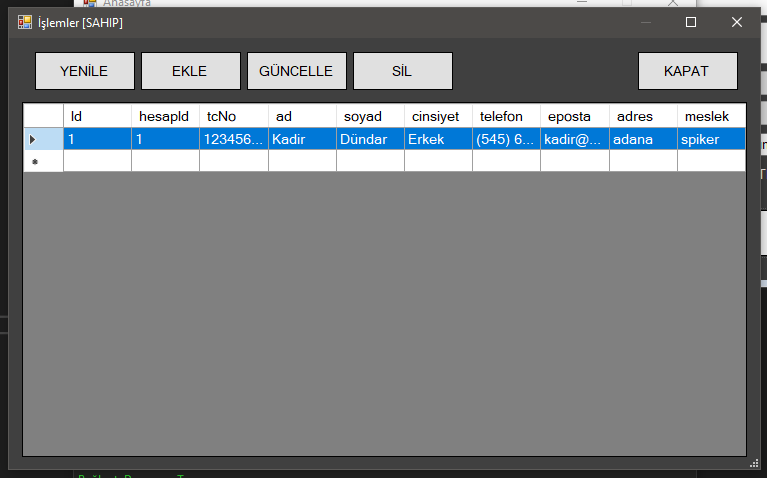 Anasayfa
İşlemler [SAHIP]
YENİLE EKLE GÜNCELLE SİL KAPAT
Id hesapId tcNo ad soyad cinsiyet telefon eposta adres meslek
1 1 123456... Kadir Dündar Erkek (545) 6... kadir@... adana spiker